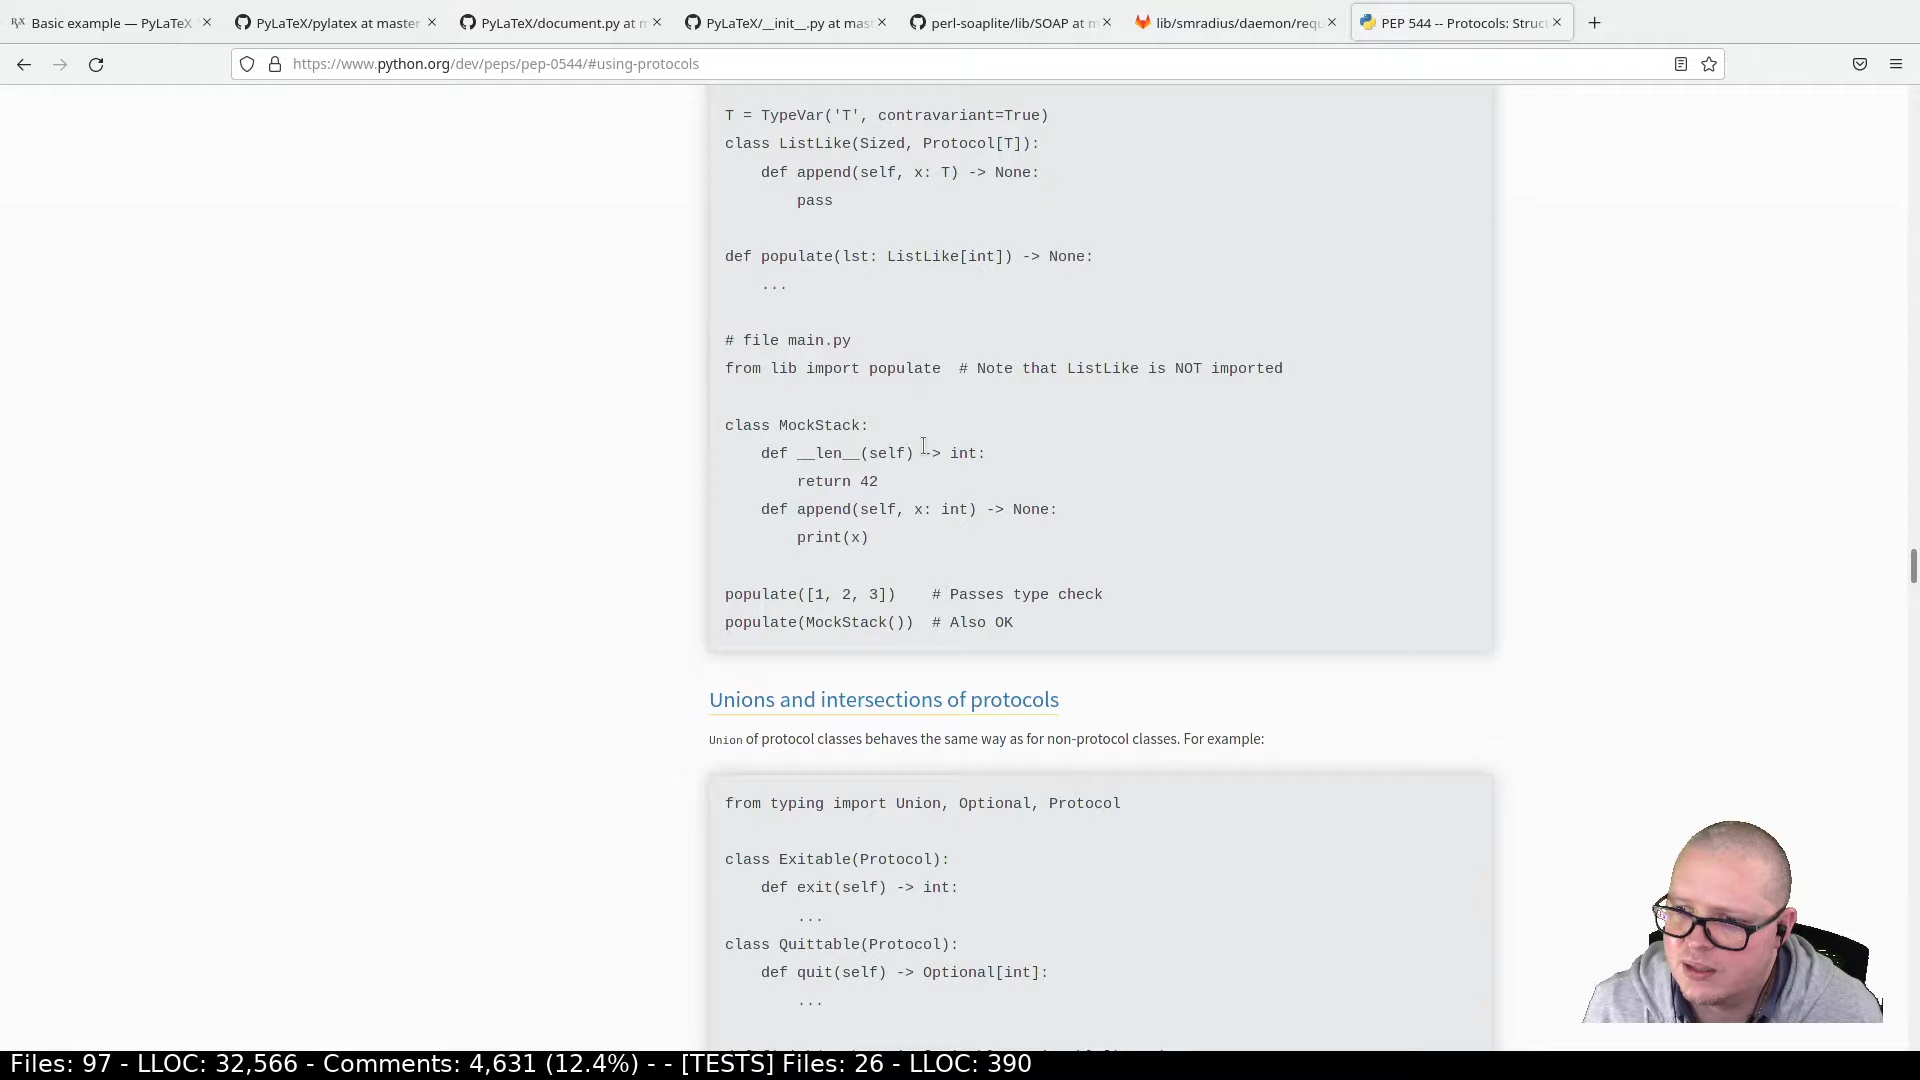 Basic example — PyLaTeX
PyLaTeX/pylatex at master
PyLaTeX/document.py at m
PyLaTeX/__init__.py at mast
perl-soaplite/lib/SOAP at m
lib/smradius/daemon/requ
PEP 544 -- Protocols: Struct
https://www.python.org/dev/peps/pep-0544/#using-protocols
T = TypeVar('T', contravariant=True)
class ListLike(Sized, Protocol[T]):
    def append(self, x: T) -> None:
        pass
def populate(lst: ListLike[int]) -> None:
    ...
# file main.py
from lib import populate  # Note that ListLike is NOT imported
class MockStack:
    def __len__(self) -> int:
        return 42
    def append(self, x: int) -> None:
        print(x)
populate([1, 2, 3])    # Passes type check
populate(MockStack())  # Also OK
Unions and intersections of protocols
Union of protocol classes behaves the same way as for non-protocol classes. For example:
from typing import Union, Optional, Protocol
class Exitable(Protocol):
    def exit(self) -> int:
        ...
class Quittable(Protocol):
    def quit(self) -> Optional[int]:
        ...
Files: 97 - LLOC: 32,566 - Comments: 4,631 (12.4%) - - [TESTS] Files: 26 - LLOC: 390